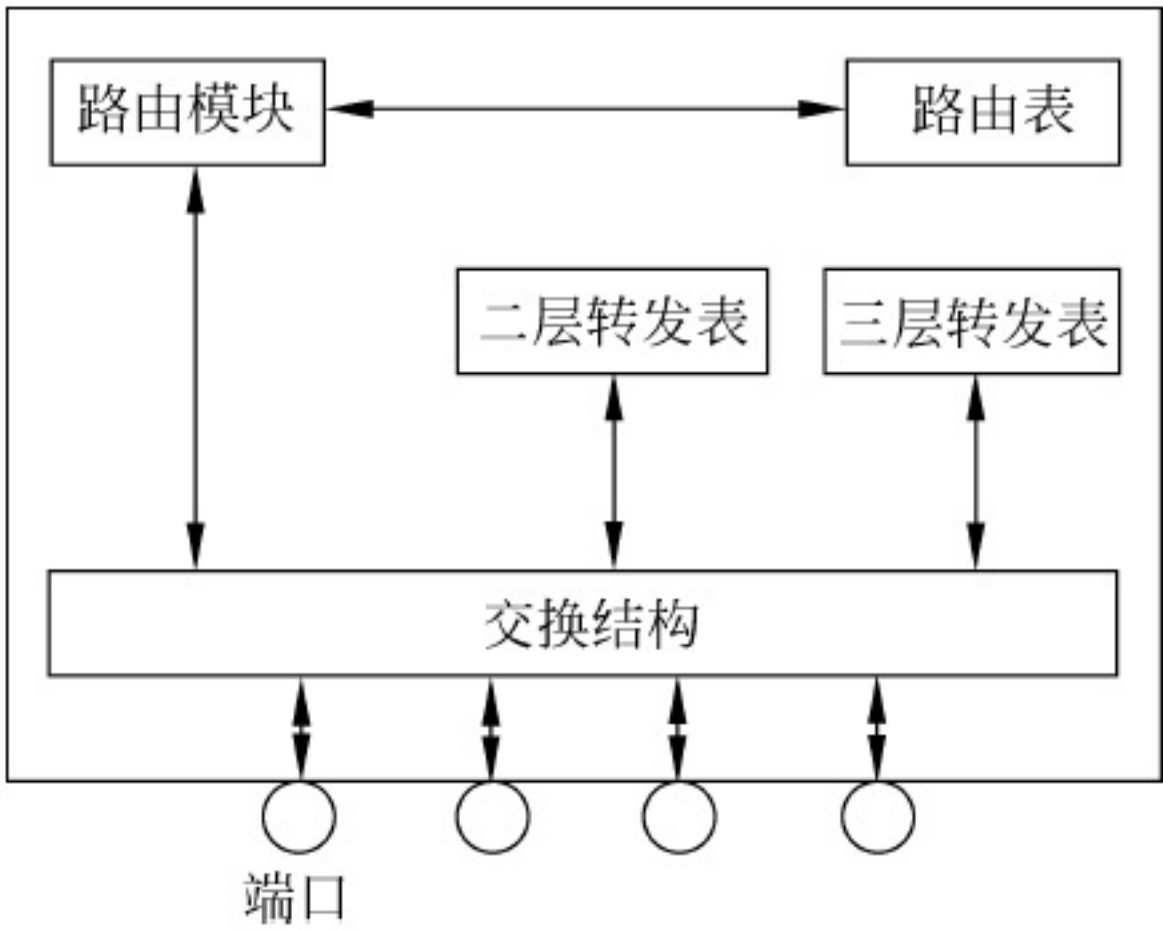 路由模块
路由表
二层转发表
三层转发表
交换结构
端口